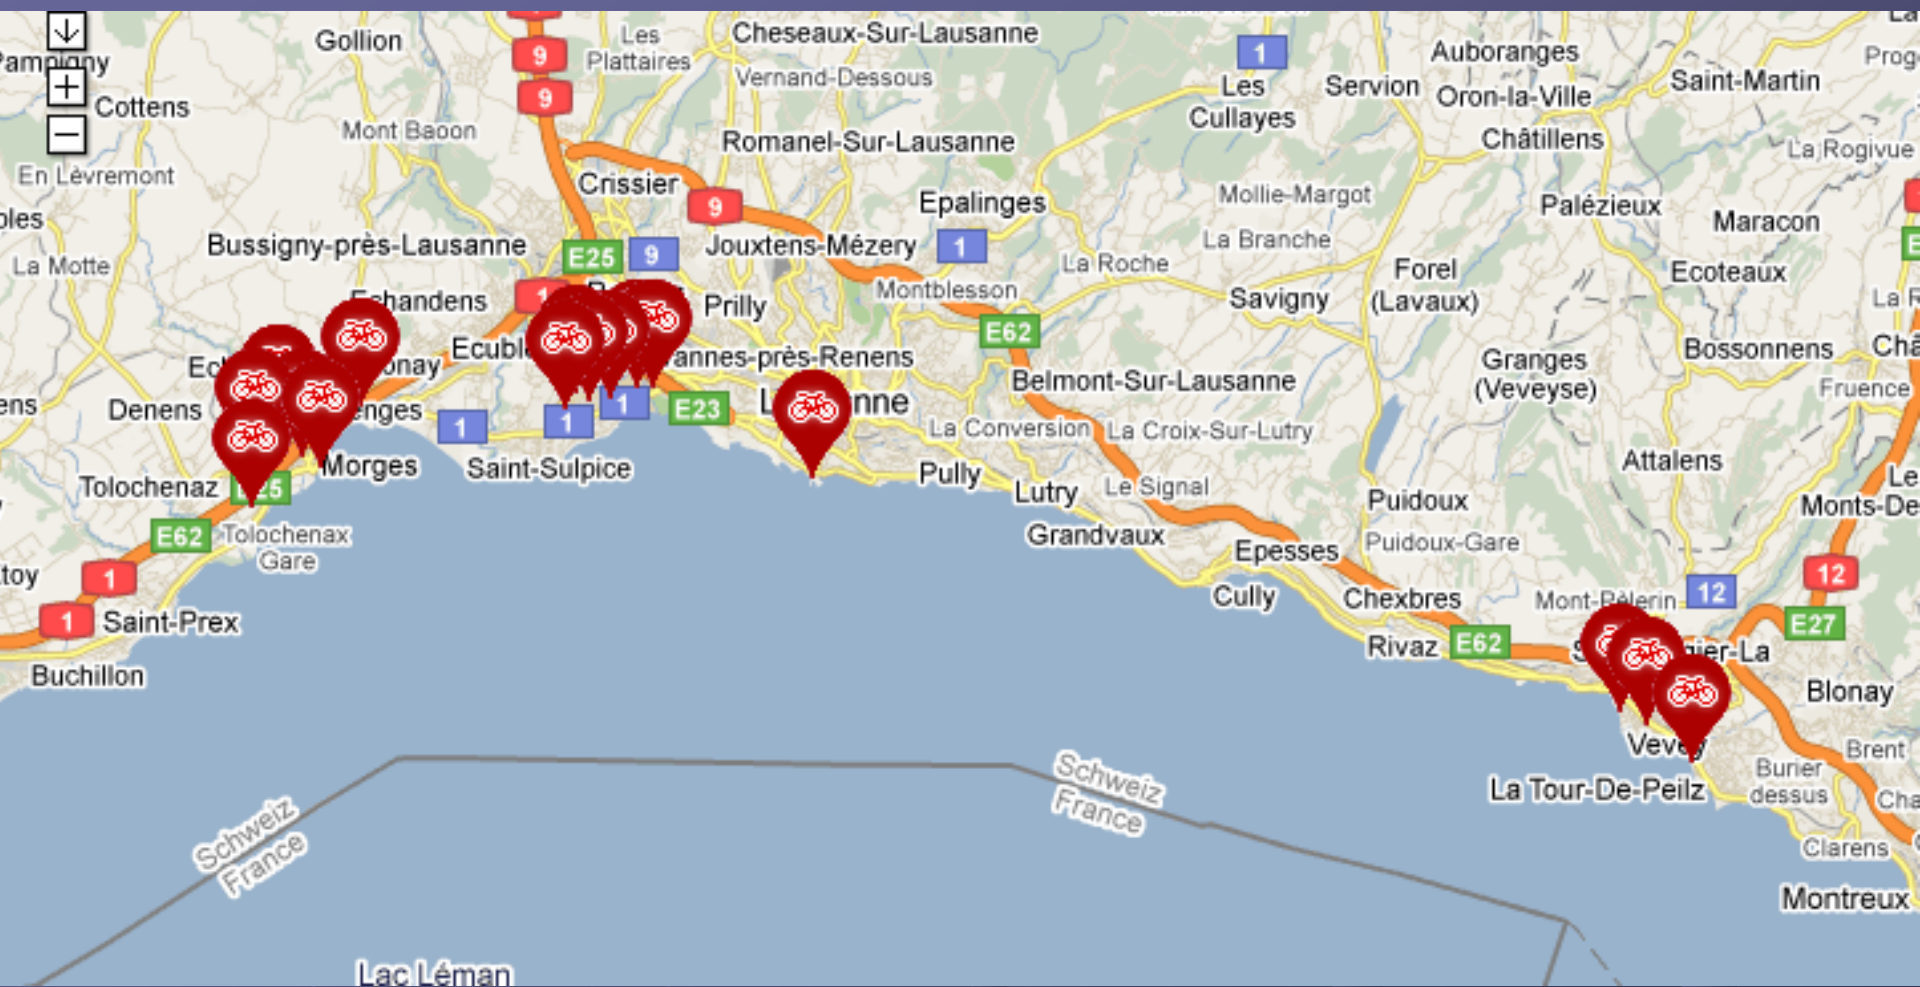 Gollion
Les
Plattaires
Cheseaux-Sur-Lausanne
9
9
1
Auboranges
Pampigny
Cottens
Vernand-Dessous
Les
Cullayes
Servion
Oron-la-Ville
Saint-Martin
Mont Baoon
Romanel-Sur-Lausanne
Châtillens
La Rogivue
En Lèvremont
Crissier
9
Epalinges
Mollie-Margot
Palézieux
Maracon
Bussigny-près-Lausanne
E25
9
Jouxtens-Mézery
1
La Branche
La Motte
La Roche
Forel
(Lavaux)
Ecoteaux
Montblesson
Savigny
Echandens
1
Prilly
E62
Granges
(Veveyse)
Bossonnens
Belmont-Sur-Lausanne
Fruence
Denens
1
1
1
E23
La Conversion
La Croix-Sur-Lutry
Morges
Saint-Sulpice
Pully
Lutry
Le Signal
Attalens
Tolochenaz
Puidoux
E62
Tolochenax
Gare
Grandvaux
Epesses
Puidoux-Gare
1
1
Saint-Prex
Cully
Chexbres
Mont-Pèlerin
12
12
E27
Rivaz
E62
Buchillon
Blonay
Vevey
La Tour-De-Peilz
Burier
dessus
Brent
Schweiz
France
Schweiz
France
Clarens
Montreux
Lac Léman